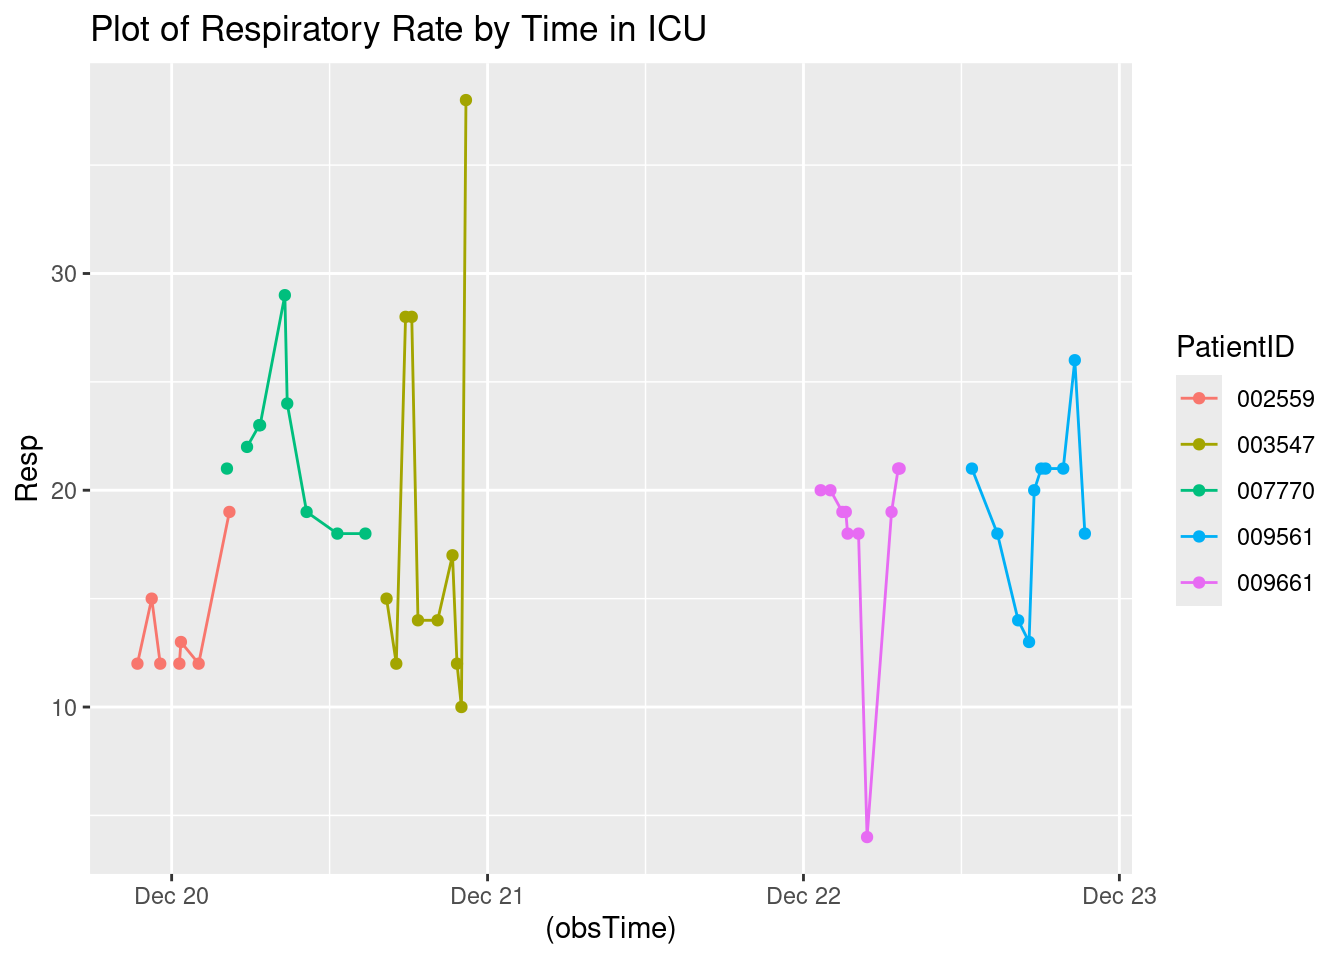 Plot of Respiratory Rate by Time in ICU
30
20
10
Resp
Dec 20
Dec 21
Dec 22
Dec 23
(obsTime)
PatientID
002559
003547
007770
009561
009661